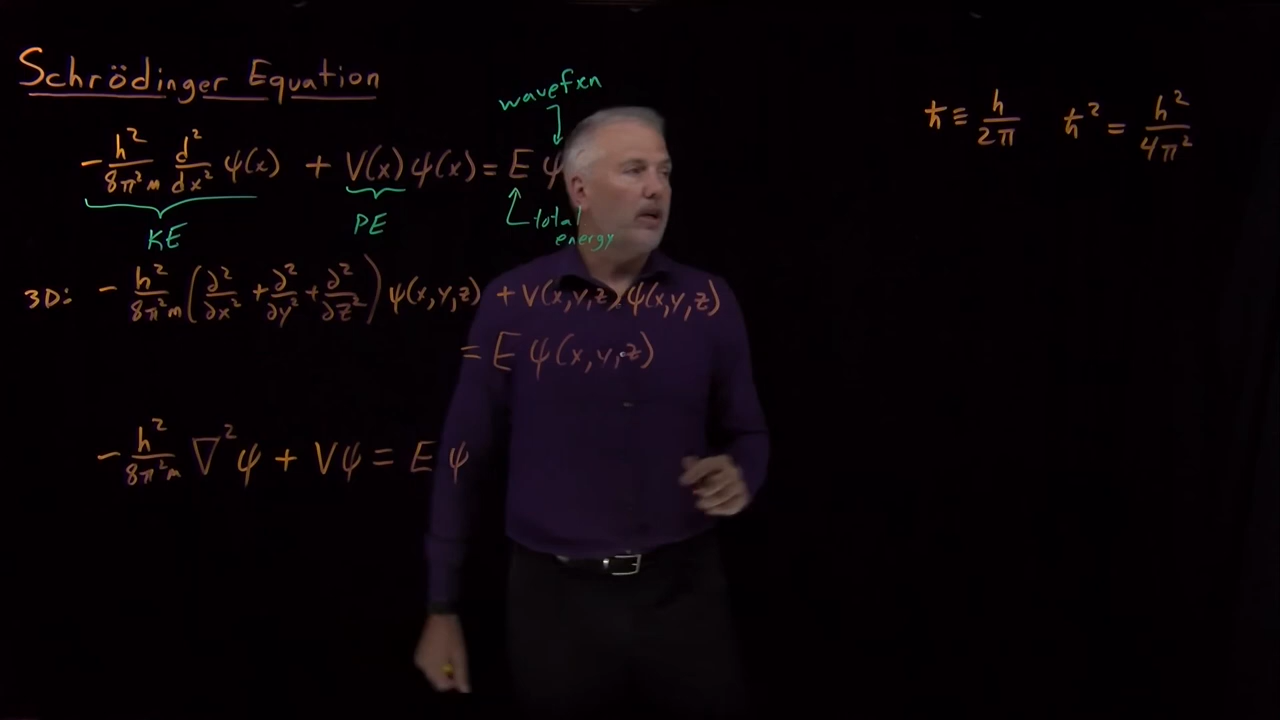 Schrödinger Equation
wavefxn
-h²/8π²m d²/dx² ψ(x) + V(x) ψ(x) = E ψ
KE
PE
total
energy
3D: -h²/8π²m (∂²/∂x² + ∂²/∂y² + ∂²/∂z²) ψ(x,y,z) + V(x,y,z) ψ(x,y,z)
= E ψ(x,y,z)
-h²/8π²m ∇²ψ + Vψ = E ψ
ħ ≡ h/2π ħ² = h²/4π²